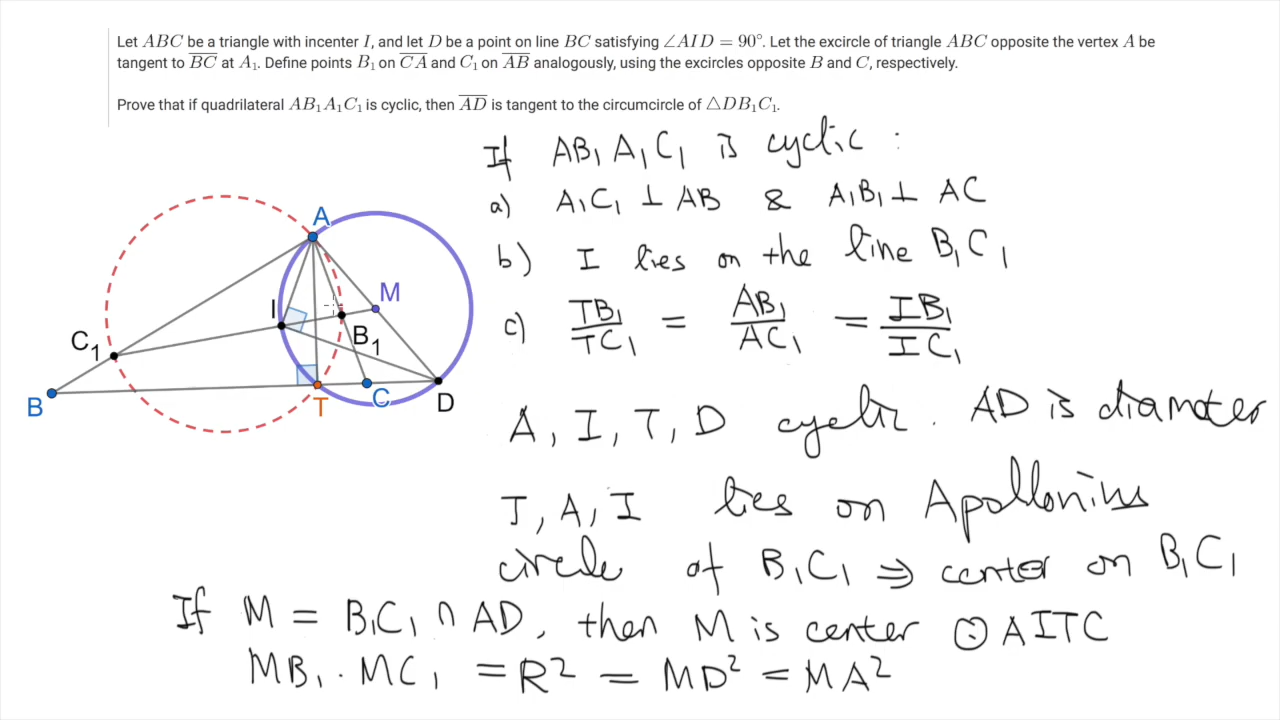 Let ABC be a triangle with incenter I, and let D be a point on line BC satisfying ∠AID = 90°. Let the excircle of triangle ABC opposite the vertex A be
tangent to BC at A₁. Define points B₁ on CA and C₁ on AB analogously, using the excircles opposite B and C, respectively.
Prove that if quadrilateral AB₁A₁C₁ is cyclic, then AD is tangent to the circumcircle of △DB₁C₁.
If AB₁A₁C₁ is cyclic :
a) A₁C₁ ⊥ AB & A₁B₁ ⊥ AC
b) I lies on the line B₁C₁
c) TB₁/TC₁ = AB₁/AC₁ = IB₁/IC₁
A, I, T, D cyclic. AD is diamater
T, A, I lies on Apollonius
circle of B₁C₁ ⇒ center on B₁C₁
If M = B₁C₁ ∩ AD, then M is center ⊙AITC
MB₁ · MC₁ = R² = MD² = MA²
A
M
I
B₁
C₁
B
T
C
D